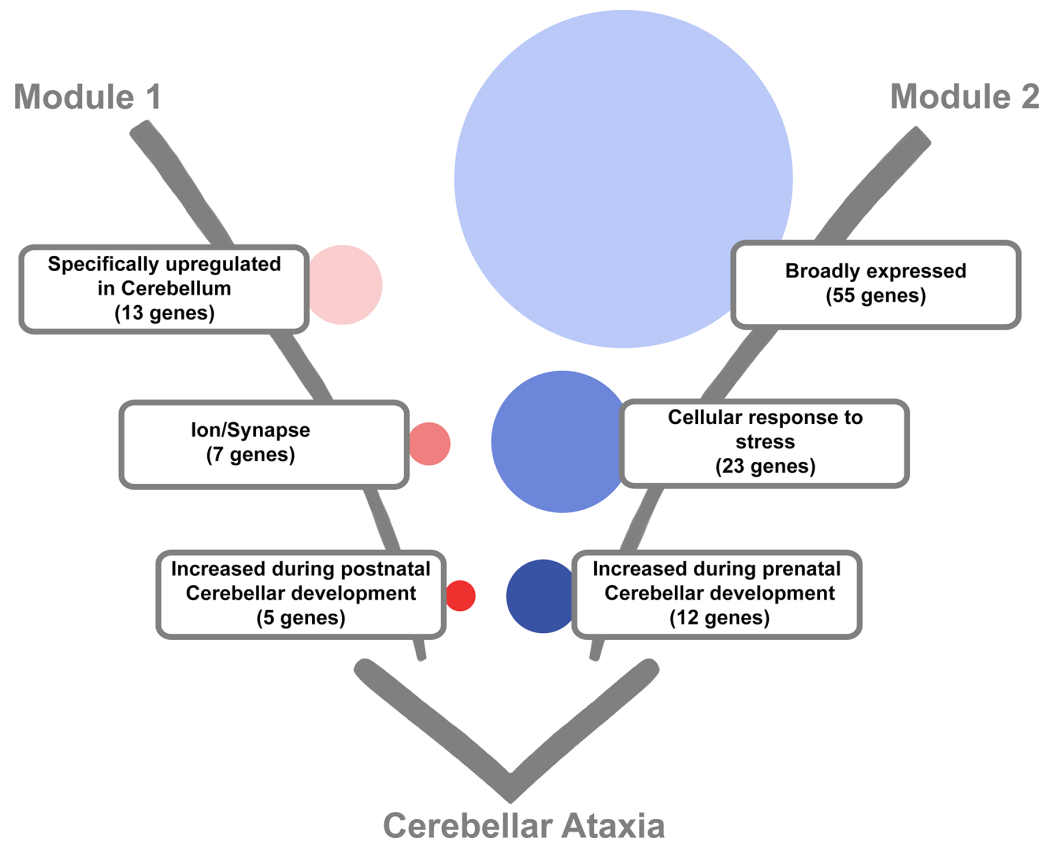 Module 1
Module 2
Specifically upregulated
in Cerebellum
(13 genes)
Broadly expressed
(55 genes)
Ion/Synapse
(7 genes)
Cellular response to
stress
(23 genes)
Increased during postnatal
Cerebellar development
(5 genes)
Increased during prenatal
Cerebellar development
(12 genes)
Cerebellar Ataxia